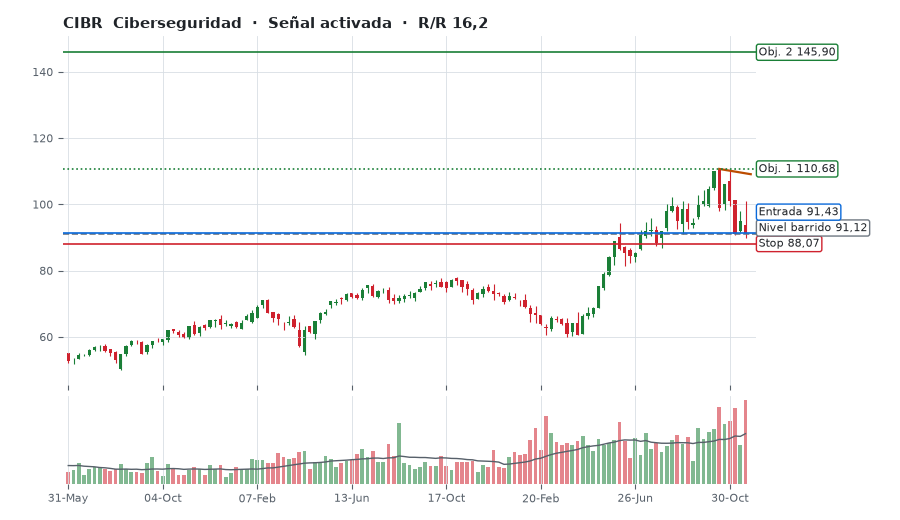 CIBR Ciberseguridad · Señal activada · R/R 16,2
Obj. 2 145,90
140
120
Obj. 1 110,68
100
Entrada 91,43
Nivel barrido 91,12
Stop 88,07
80
60
31-May 04-Oct 07-Feb 13-Jun 17-Oct 20-Feb 26-Jun 30-Oct